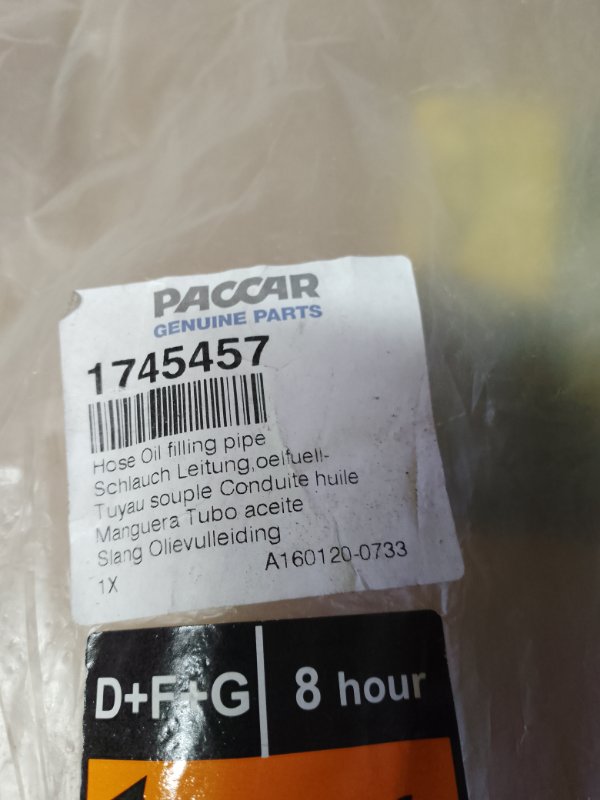 PACCAR
GENUINE PARTS
1745457
Hose Oil filling pipe
Schlauch Leitung,oelfuell-
Tuyau souple Conduite huile
Manguera Tubo aceite
Slang Olievulleiding
1X A160120-0733
D+F+G 8 hour